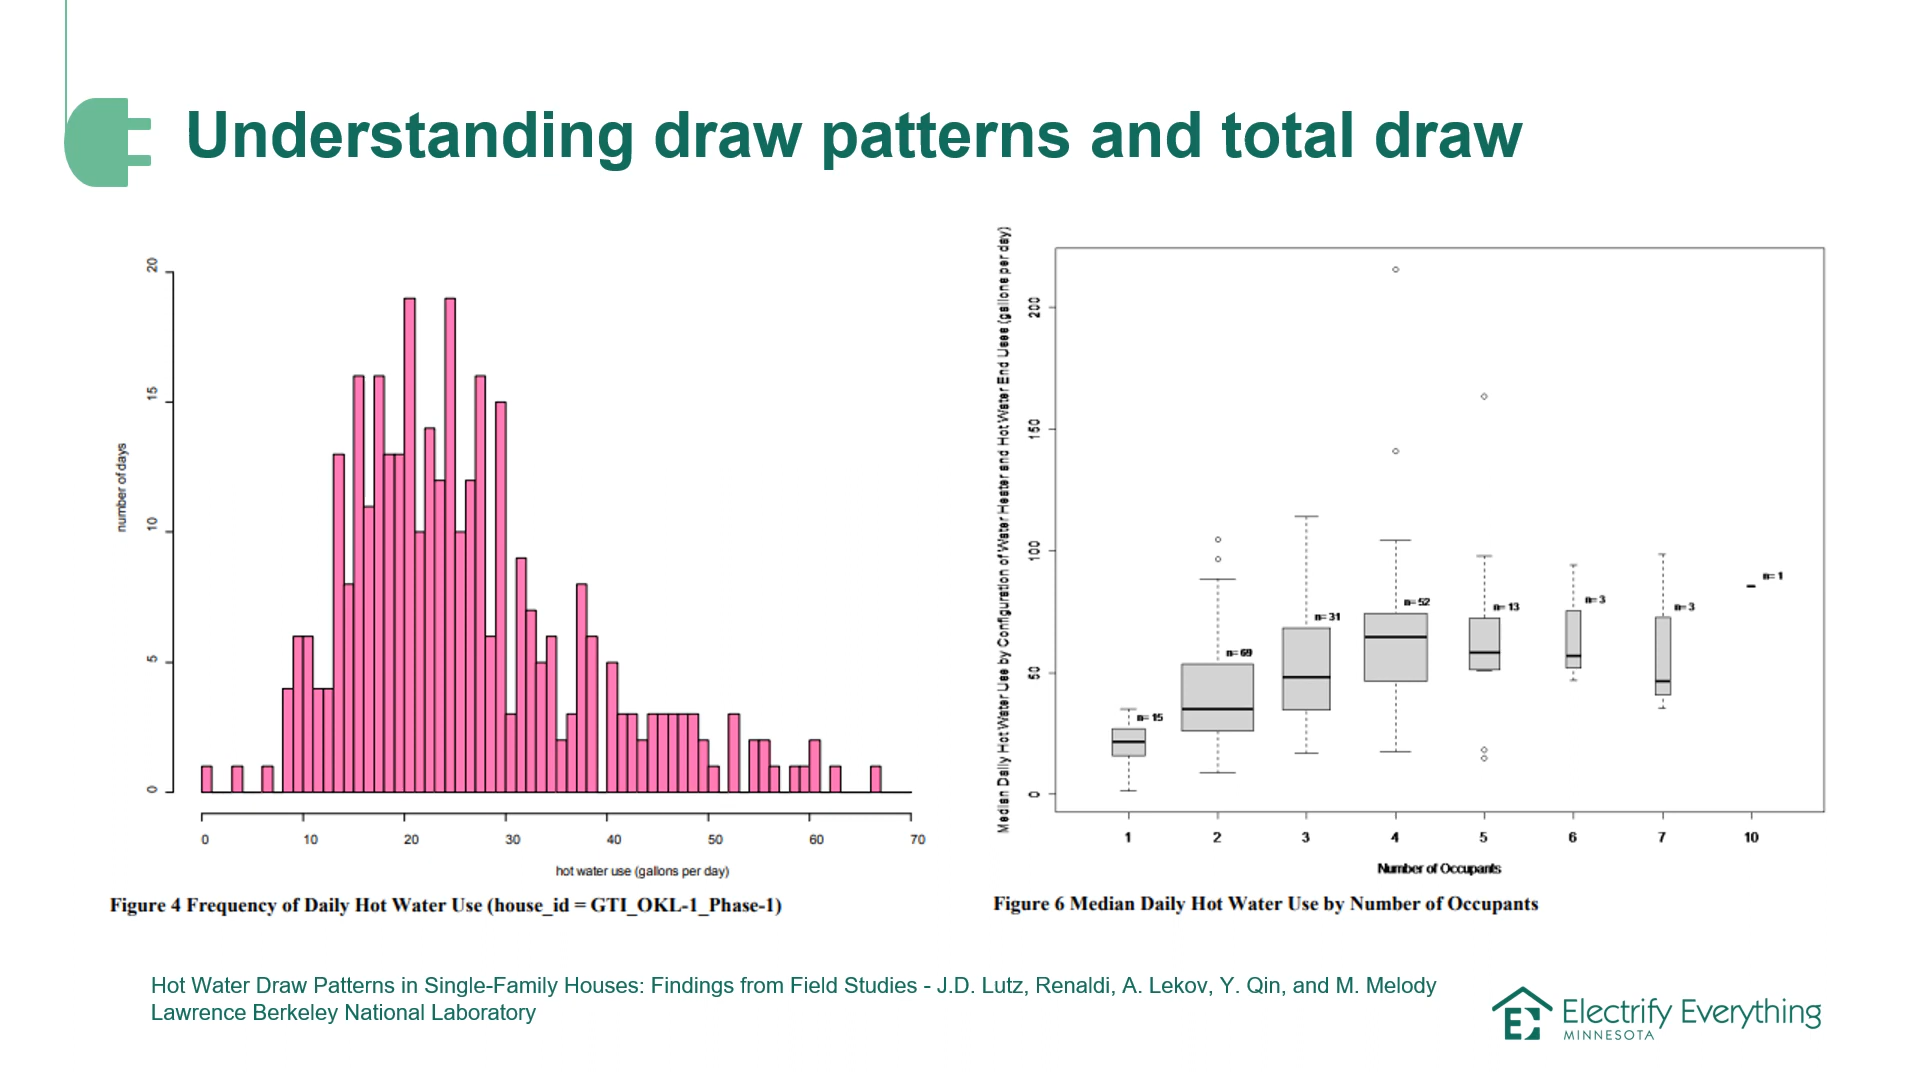 Understanding draw patterns and total draw
number of days
20
15
10
5
0
0 10 20 30 40 50 60 70
hot water use (gallons per day)
Figure 4 Frequency of Daily Hot Water Use (house_id = GTI_OKL-1_Phase-1)
Median Daily Hot Water Use by Configuration of Water Heater and Hot Water End Uses (gallons per day)
200
150
100
50
0
n= 15
n= 69
n= 31
n= 52
n= 13
n= 3
n= 3
n= 1
1 2 3 4 5 6 7 10
Number of Occupants
Figure 6 Median Daily Hot Water Use by Number of Occupants
Hot Water Draw Patterns in Single-Family Houses: Findings from Field Studies - J.D. Lutz, Renaldi, A. Lekov, Y. Qin, and M. Melody
Lawrence Berkeley National Laboratory
Electrify Everything
MINNESOTA